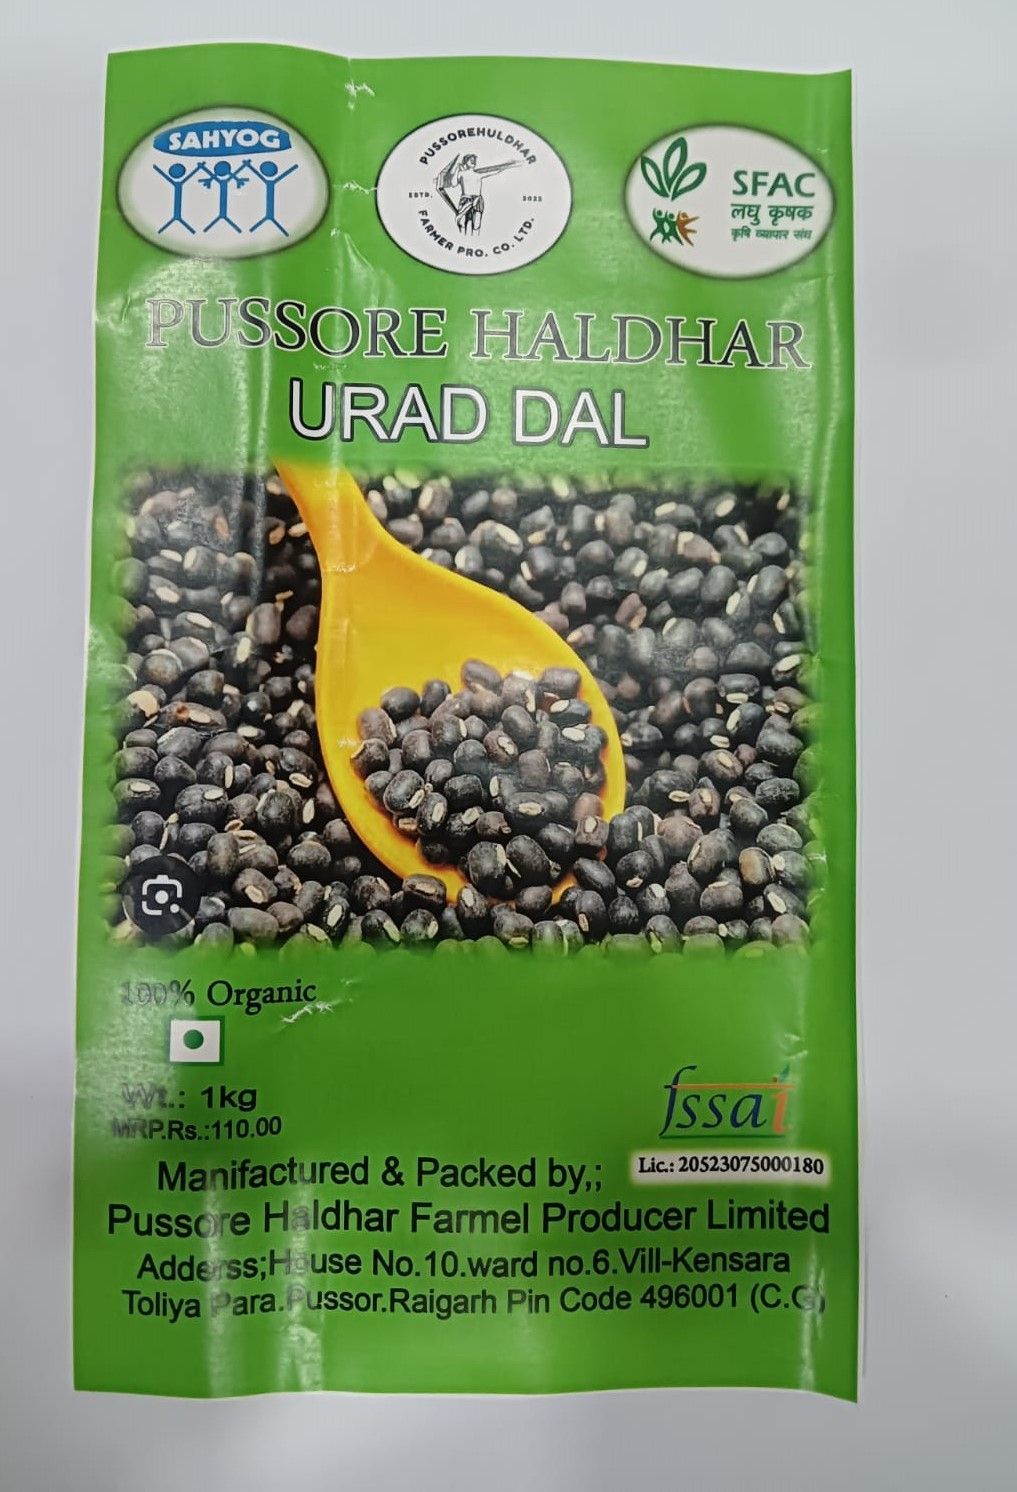 SAHYOG
PUSSOREHULDHAR
ESTD. 2022
FARMER PRO. CO. LTD.
SFAC
लघु कृषक
कृषि व्यापार संघ
PUSSORE HALDHAR
URAD DAL
100% Organic
Wt.: 1kg
MRP.Rs.:110.00
fssai
Lic.: 20523075000180
Manifactured & Packed by,;
Pussore Haldhar Farmel Producer Limited
Adderss;House No.10.ward no.6.Vill-Kensara
Toliya Para.Pussor.Raigarh Pin Code 496001 (C.G)